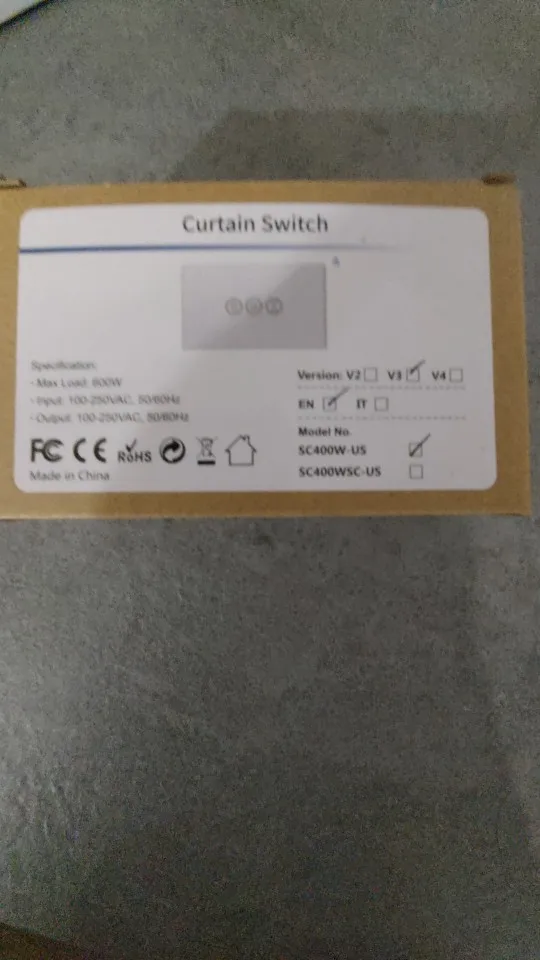 Curtain Switch
Specification:
- Max Load: 600W
- Input: 100-250VAC, 50/60Hz
- Output: 100-250VAC, 50/60Hz
FC CE RoHS
Made in China
Version: V2 V3 V4
EN IT
Model No.
SC400W-US
SC400WSC-US